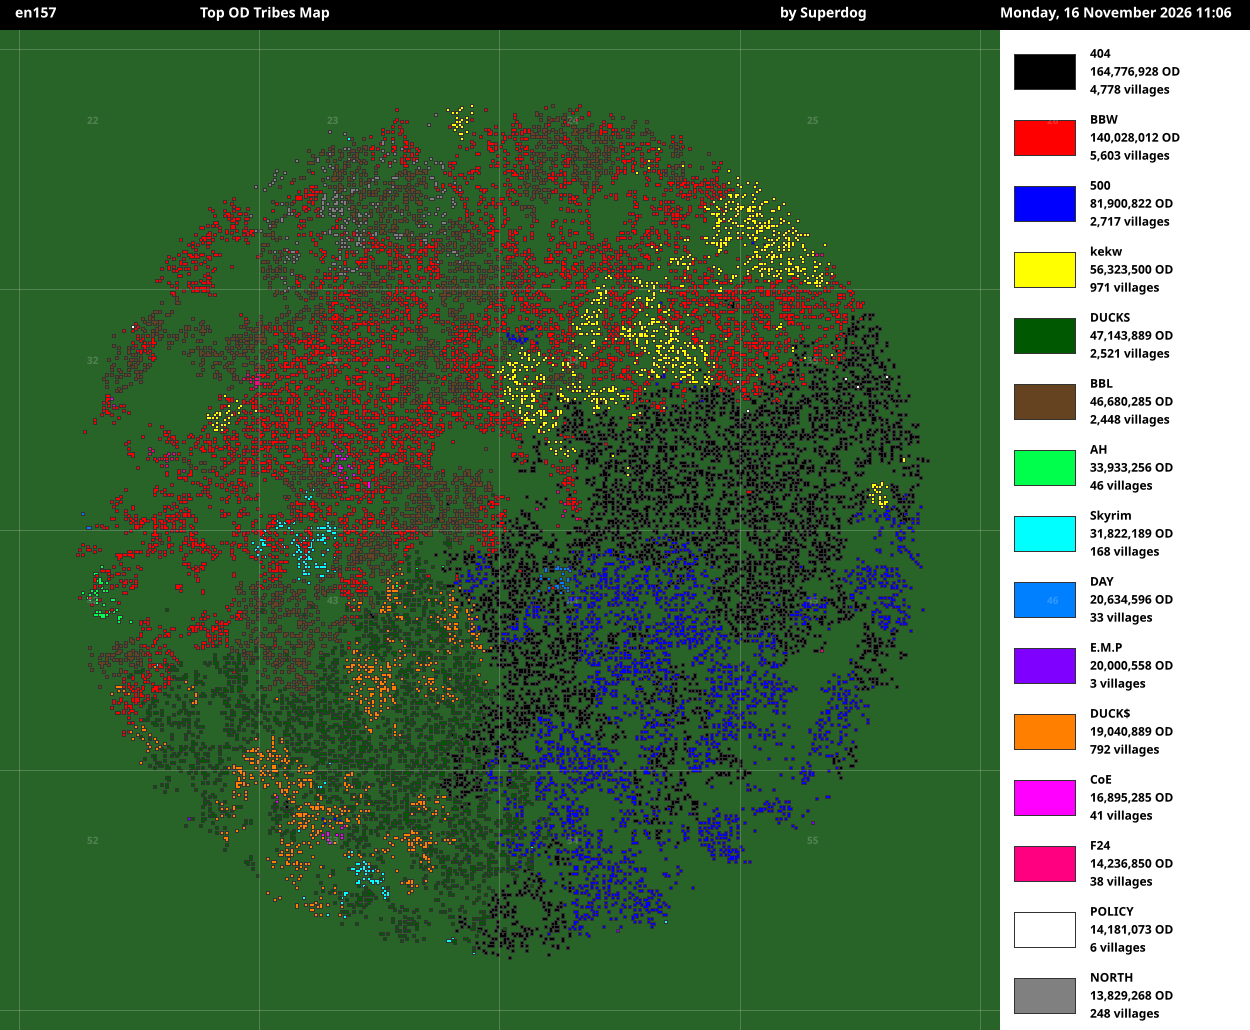 en157 Top OD Tribes Map by Superdog Monday, 16 November 2026 11:06
404
164,776,928 OD
4,778 villages
BBW
140,028,012 OD
5,603 villages
500
81,900,822 OD
2,717 villages
kekw
56,323,500 OD
971 villages
DUCKS
47,143,889 OD
2,521 villages
BBL
46,680,285 OD
2,448 villages
AH
33,933,256 OD
46 villages
Skyrim
31,822,189 OD
168 villages
DAY
20,634,596 OD
33 villages
E.M.P
20,000,558 OD
3 villages
DUCK$
19,040,889 OD
792 villages
CoE
16,895,285 OD
41 villages
F24
14,236,850 OD
38 villages
POLICY
14,181,073 OD
6 villages
NORTH
13,829,268 OD
248 villages
22 23 25
32
43 46
52 55